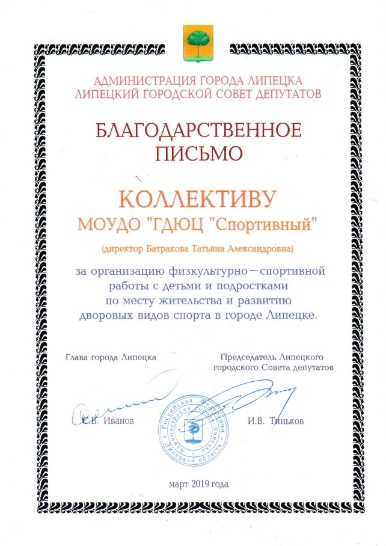 АДМИНИСТРАЦИЯ ГОРОДА ЛИПЕЦКА
ЛИПЕЦКИЙ ГОРОДСКОЙ СОВЕТ ДЕПУТАТОВ
БЛАГОДАРСТВЕННОЕ
ПИСЬМО
КОЛЛЕКТИВУ
МОУДО "ГДЮЦ "Спортивный"
(директор Батракова Татьяна Александровна)
за организацию физкультурно-спортивной
работы с детьми и подростками
по месту жительства и развитию
дворовых видов спорта в городе Липецке.
Глава города Липецка
Председатель Липецкого
городского Совета депутатов
С.В. Иванов
И.В. Тиньков
март 2019 года